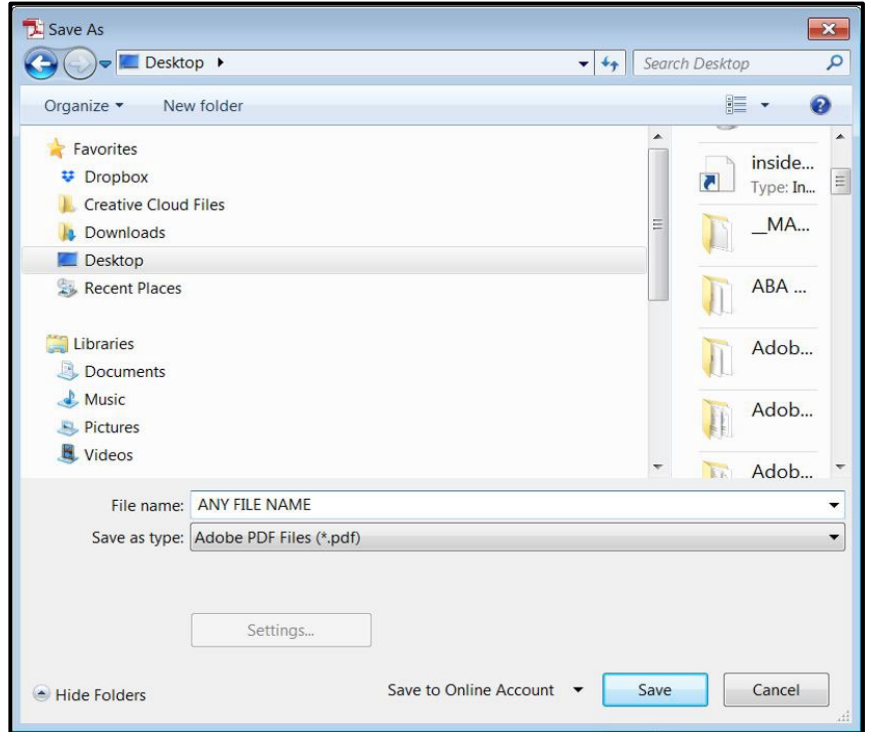 Save As
Desktop
Search Desktop
Organize
New folder
Favorites
Dropbox
Creative Cloud Files
Downloads
Desktop
Recent Places
Libraries
Documents
Music
Pictures
Videos
inside...
Type: In...
__MA...
ABA ...
Adob...
Adob...
Adob...
File name: ANY FILE NAME
Save as type: Adobe PDF Files (*.pdf)
Settings...
Hide Folders
Save to Online Account
Save
Cancel